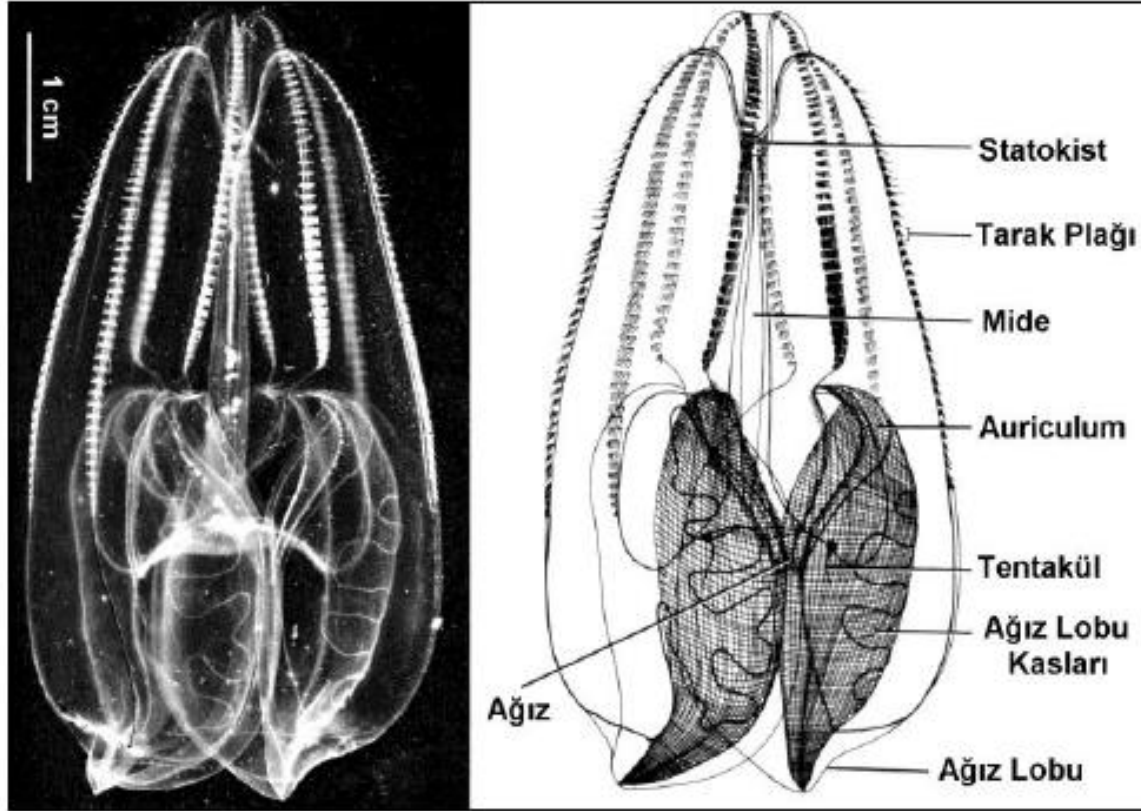 1 cm
Statokist
Tarak Plağı
Mide
Auriculum
Tentakül
Ağız Lobu
Kasları
Ağız
Ağız Lobu